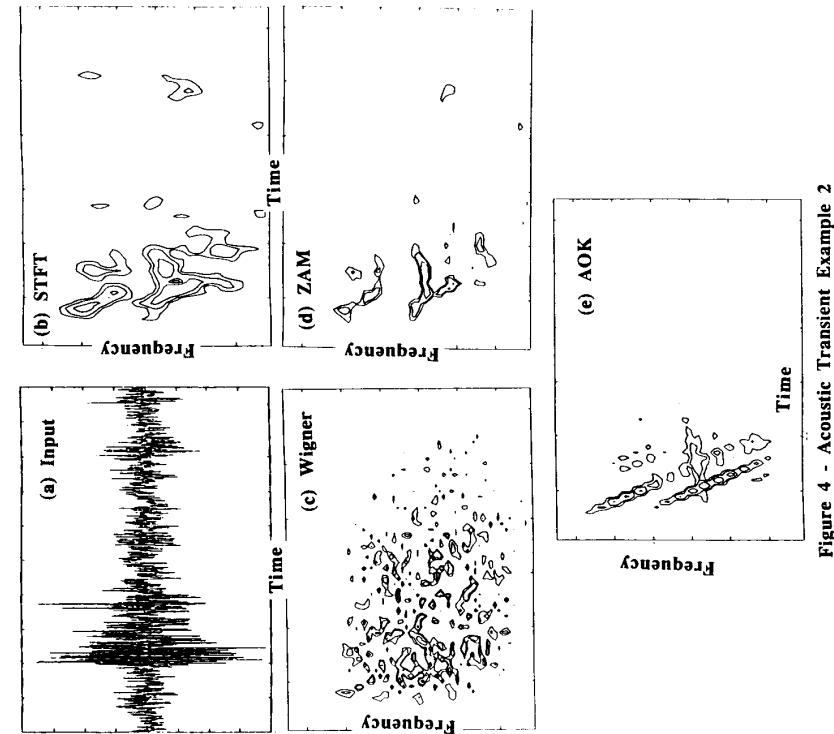 (a) Input
Time
(b) STFT
Frequency
Time
(c) Wigner
Frequency
(d) ZAM
Frequency
(e) AOK
Frequency
Time
Figure 4 - Acoustic Transient Example 2